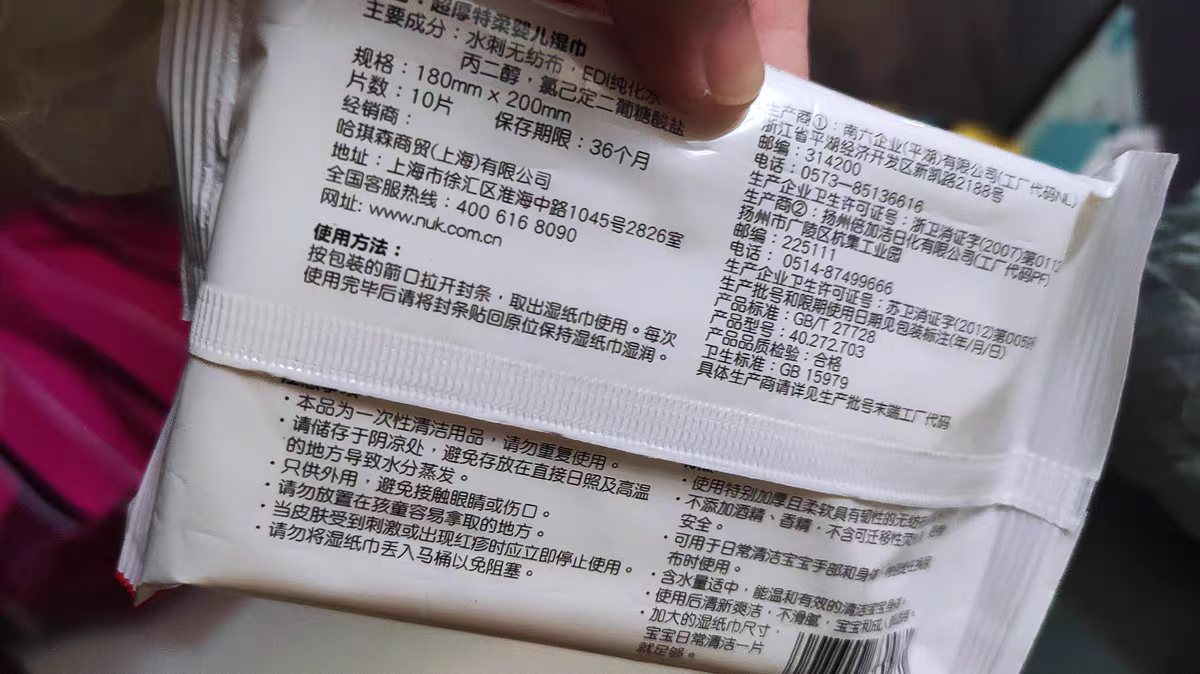 超厚特柔婴儿湿巾
主要成分：水刺无纺布，EDI纯化水
丙二醇，氯己定二葡糖酸盐
规格：180mm × 200mm
片数：10片 保存期限：36个月
经销商：
哈琪森商贸(上海)有限公司
地址：上海市徐汇区淮海中路1045号2826室
全国客服热线：400 616 8090
网址: www.nuk.com.cn
使用方法：
按包装的箭口拉开封条，取出湿纸巾使用。每次
使用完毕后请将封条贴回原位保持湿纸巾湿润。
生产商①：南六企业(平湖)有限公司(工厂代码NL)
浙江省平湖经济开发区新凯路2188号
邮编：314200
电话：0573-85136616
生产企业卫生许可证号：浙卫消证字(2007)第0112
生产商②：扬州倍加洁日化有限公司(工厂代码PF)
扬州市广陵区杭集工业园
邮编：225111
电话： 0514-87499666
生产企业卫生许可证号：苏卫消证字(2012)第
生产批号和限期使用日期见包装标注(年/月/日)
产品标准：GB/T 27728
产品型号：40.272.703
产品品质检验：合格
卫生标准：GB 15979
具体生产商请详见生产批号末端工厂代码
·本品为一次性清洁用品，请勿重复使用。
·请储存于阴凉处，避免存放在直接日照及高温
的地方导致水分蒸发。
·只供外用，避免接触眼睛或伤口。
·请勿放置在孩童容易拿取的地方。
·当皮肤受到刺激或出现红疹时应立即停止使用。
·请勿将湿纸巾丢入马桶以免阻塞。
·使用特别加厚且柔软具有韧性的无纺
·不添加酒精、香精，不含可迁移性荧
安全。
·可用于日常清洁宝宝手部和身体
布时使用。
·含水量适中，能温和有效的清洁宝宝身体。
·使用后清新爽洁，不滑腻，宝宝和成人
·加大的湿纸巾尺寸，
宝宝日常清洁一片
就足够。